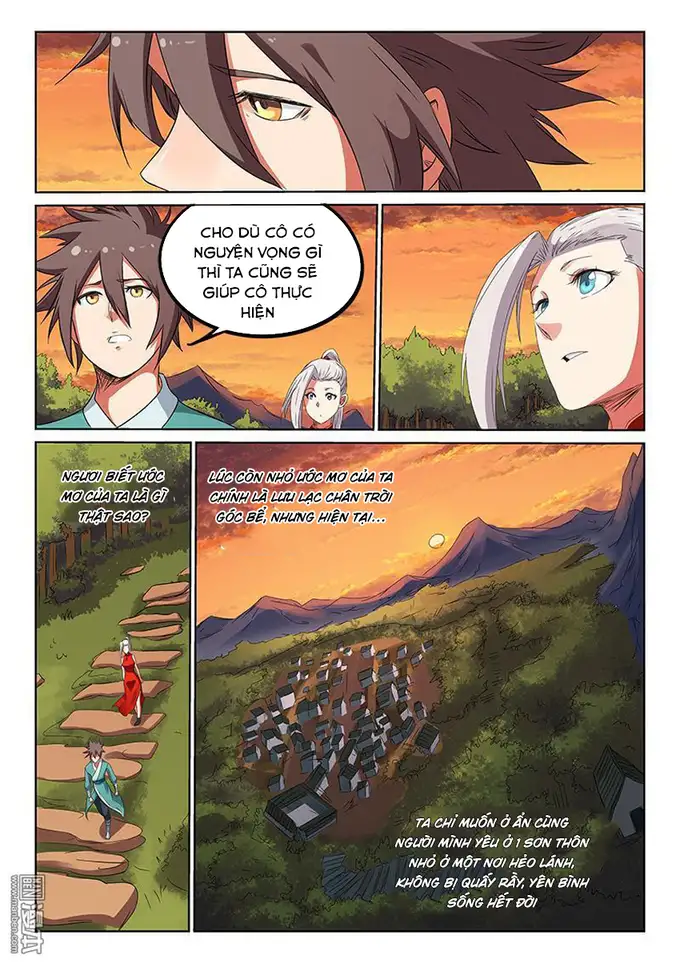 CHO DÙ CÔ CÓ
NGUYỆN VỌNG GÌ
THÌ TA CŨNG SẼ
GIÚP CÔ THỰC
HIỆN
NGƯƠI BIẾT ƯỚC
MƠ CỦA TA LÀ GÌ
THẬT SAO?
LÚC CÒN NHỎ ƯỚC MƠ CỦA TA
CHÍNH LÀ LƯU LẠC CHÂN TRỜI
GÓC BỂ, NHƯNG HIỆN TẠI...
TA CHỈ MUỐN Ở ẨN CÙNG
NGƯỜI MÌNH YÊU Ở 1 SƠN THÔN
NHỎ Ở MỘT NƠI HẺO LÁNH,
KHÔNG BỊ QUẤY RẦY, YÊN BÌNH
SỐNG HẾT ĐỜI